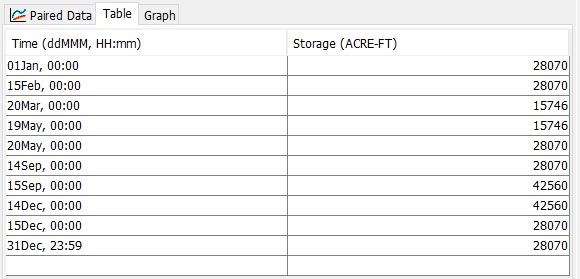 Paired Data Table Graph
Time (ddMMM, HH:mm) Storage (ACRE-FT)
01Jan, 00:00 28070
15Feb, 00:00 28070
20Mar, 00:00 15746
19May, 00:00 15746
20May, 00:00 28070
14Sep, 00:00 28070
15Sep, 00:00 42560
14Dec, 00:00 42560
15Dec, 00:00 28070
31Dec, 23:59 28070